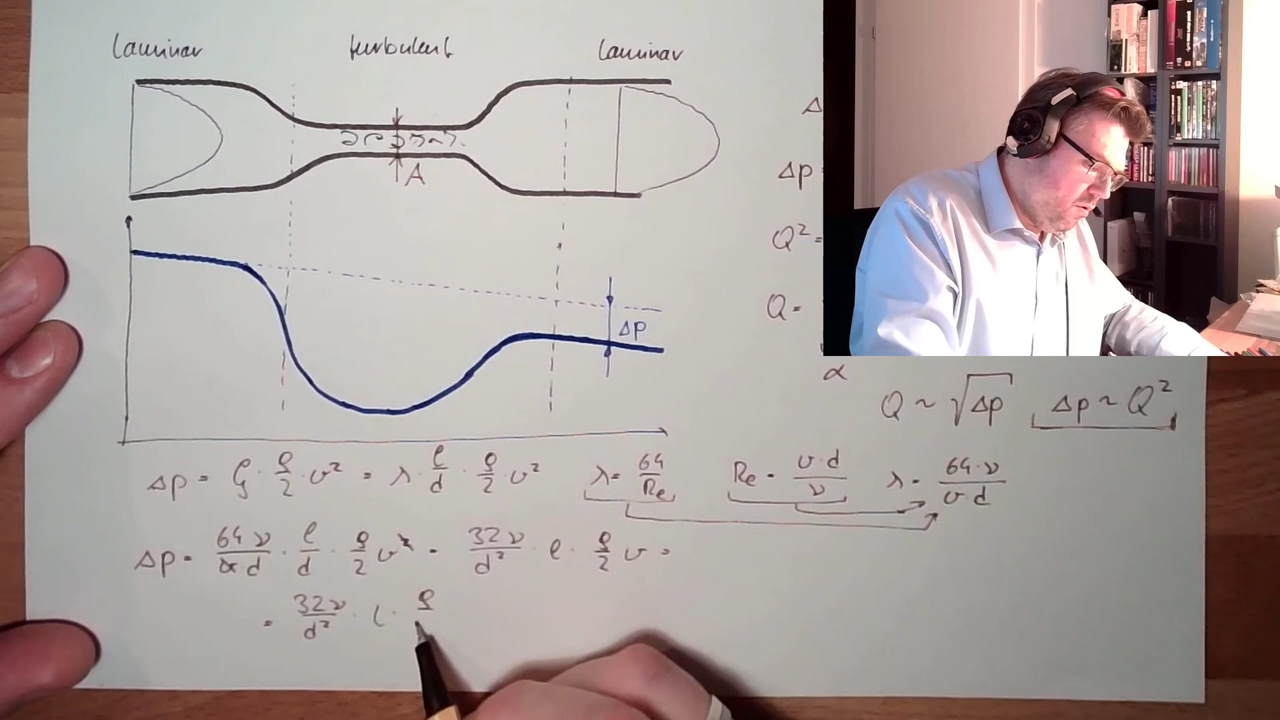 laminar turbulent laminar
A
Δp
Δ
Δp
Q² =
Q =
α
Q ~ √Δp Δp ~ Q²
Δp = ζ · ρ/2 · v² = λ · l/d · ρ/2 · v² λ = 64/Re Re = v·d/ν λ = 64·ν/v·d
Δp = 64ν/vd · l/d · ρ/2 v² = 32ν/d² · l · ρ/2 v =
= 32ν/d² · l · ρ